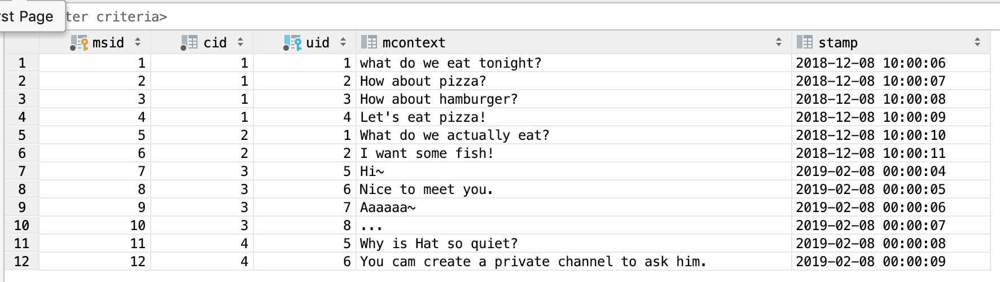 rst Page
ter criteria>
msid cid uid mcontext stamp
1 1 1 1 what do we eat tonight? 2018-12-08 10:00:06
2 2 1 2 How about pizza? 2018-12-08 10:00:07
3 3 1 3 How about hamburger? 2018-12-08 10:00:08
4 4 1 4 Let's eat pizza! 2018-12-08 10:00:09
5 5 2 1 What do we actually eat? 2018-12-08 10:00:10
6 6 2 2 I want some fish! 2018-12-08 10:00:11
7 7 3 5 Hi~ 2019-02-08 00:00:04
8 8 3 6 Nice to meet you. 2019-02-08 00:00:05
9 9 3 7 Aaaaaa~ 2019-02-08 00:00:06
10 10 3 8 ... 2019-02-08 00:00:07
11 11 4 5 Why is Hat so quiet? 2019-02-08 00:00:08
12 12 4 6 You cam create a private channel to ask him. 2019-02-08 00:00:09